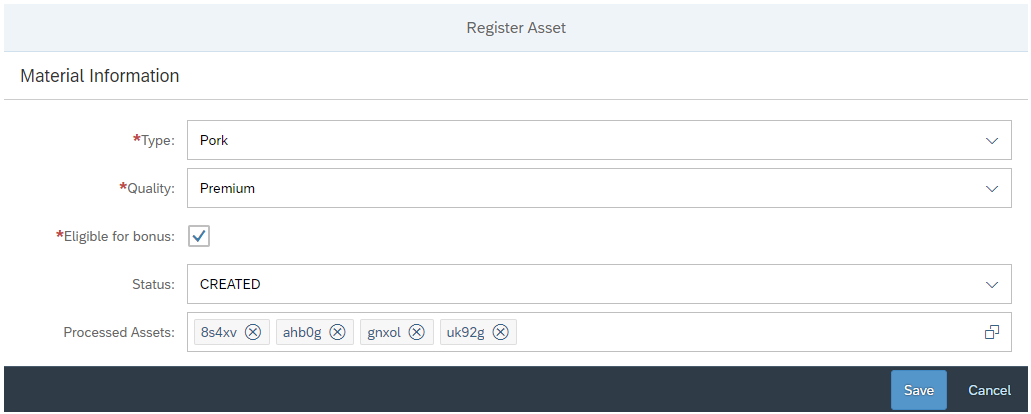 Register Asset
Material Information
*Type: Pork
*Quality: Premium
*Eligible for bonus:
Status: CREATED
Processed Assets: 8s4xv ahb0g gnxol uk92g
Save Cancel